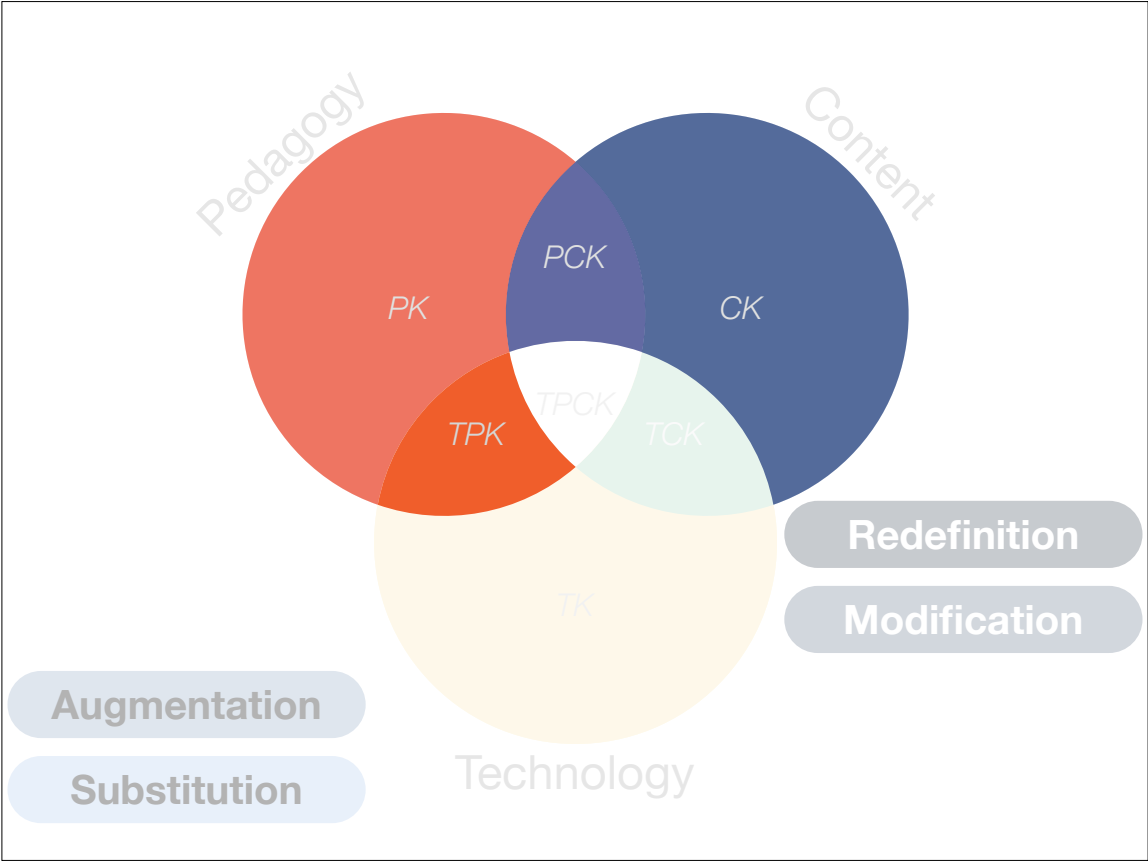 Pedagogy
Content
PCK
PK
CK
TPCK
TPK
TCK
Redefinition
TK
Modification
Augmentation
Technology
Substitution